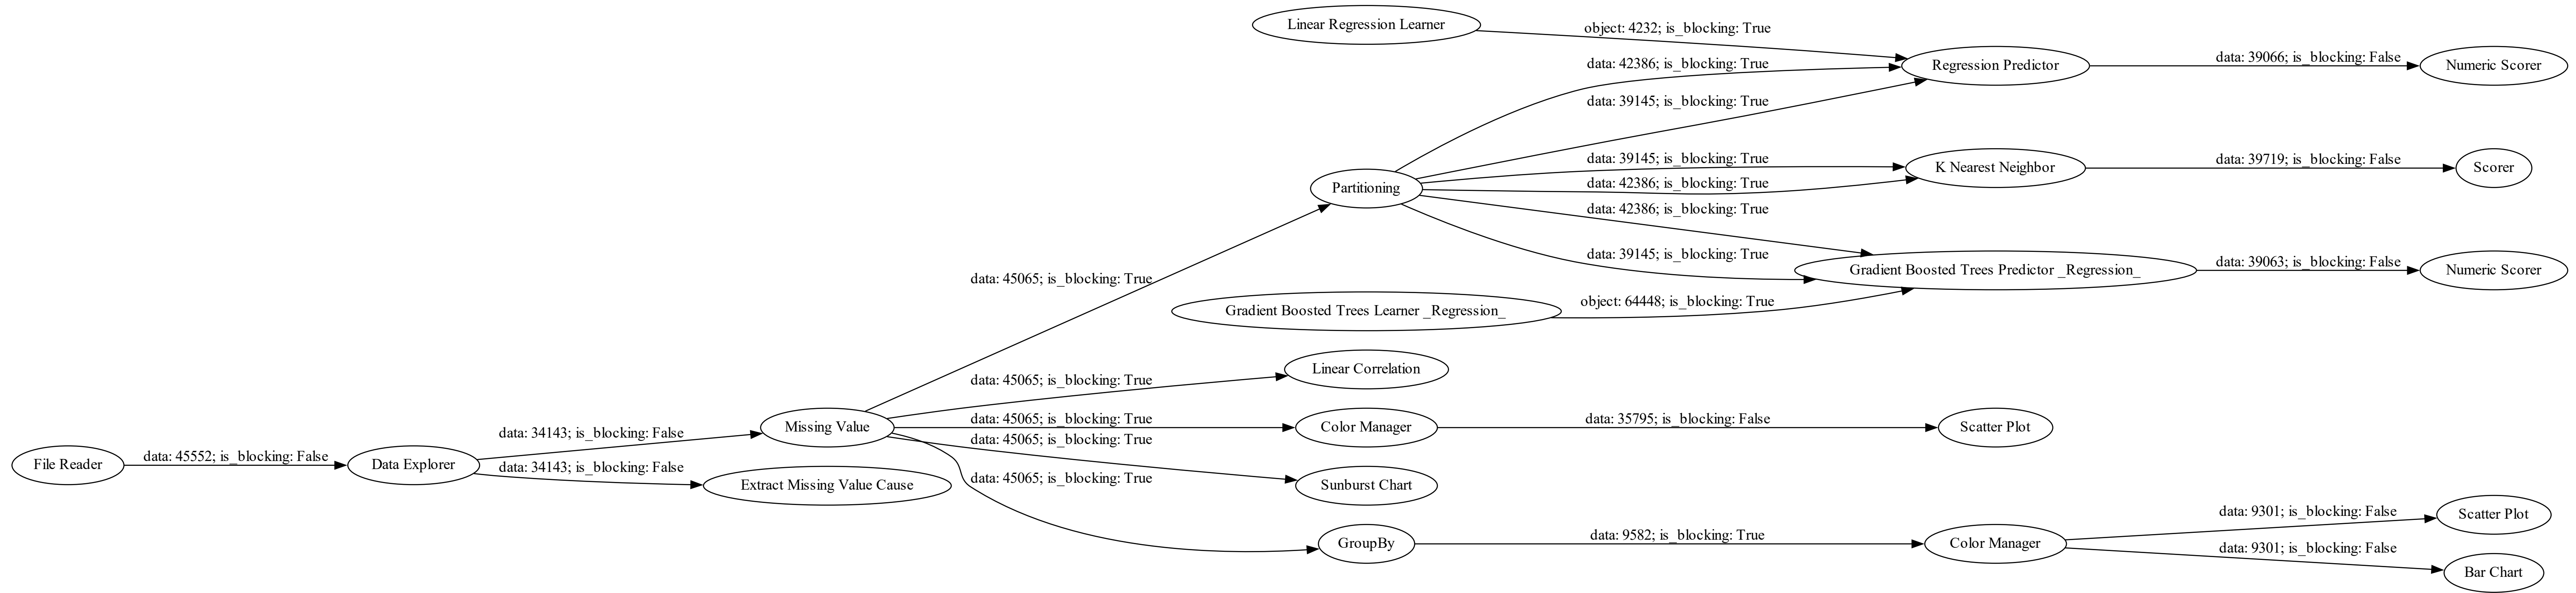 Linear Regression Learner
object: 4232; is_blocking: True
data: 42386; is_blocking: True
Regression Predictor
data: 39066; is_blocking: False
Numeric Scorer
data: 39145; is_blocking: True
data: 39145; is_blocking: True
K Nearest Neighbor
data: 39719; is_blocking: False
Scorer
Partitioning
data: 42386; is_blocking: True
data: 42386; is_blocking: True
data: 39145; is_blocking: True
Gradient Boosted Trees Predictor _Regression_
data: 39063; is_blocking: False
Numeric Scorer
data: 45065; is_blocking: True
Gradient Boosted Trees Learner _Regression_
object: 64448; is_blocking: True
data: 45065; is_blocking: True
Linear Correlation
Missing Value
data: 45065; is_blocking: True
Color Manager
data: 35795; is_blocking: False
Scatter Plot
data: 45065; is_blocking: True
File Reader
data: 45552; is_blocking: False
Data Explorer
data: 34143; is_blocking: False
data: 34143; is_blocking: False
Extract Missing Value Cause
data: 45065; is_blocking: True
Sunburst Chart
GroupBy
data: 9582; is_blocking: True
Color Manager
data: 9301; is_blocking: False
Scatter Plot
data: 9301; is_blocking: False
Bar Chart